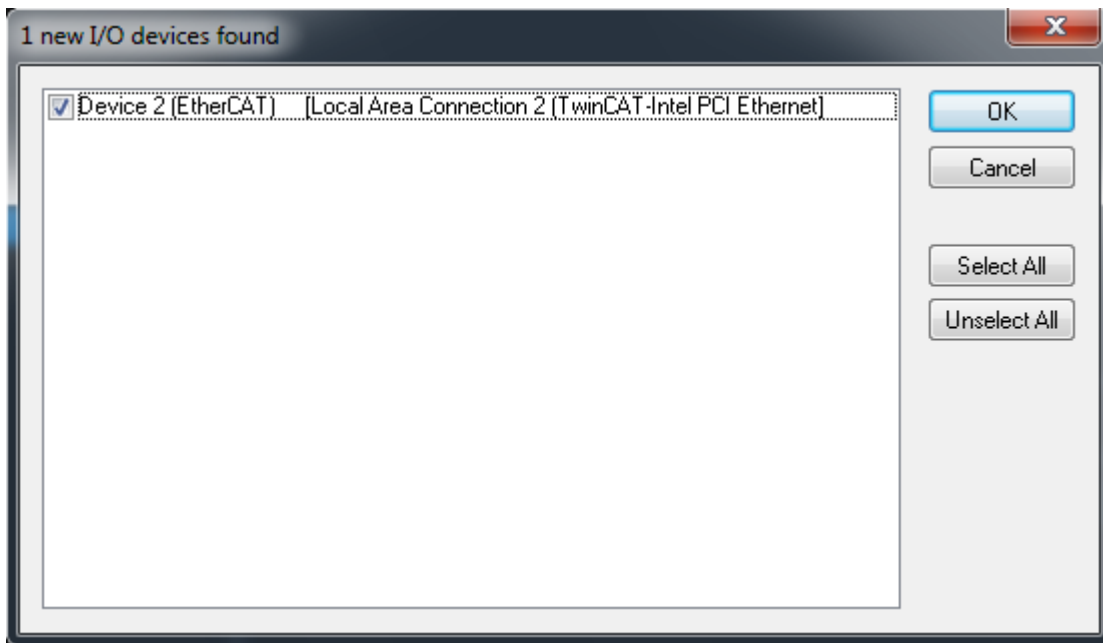 1 new I/O devices found
Device 2 (EtherCAT) [Local Area Connection 2 (TwinCAT-Intel PCI Ethernet]
OK
Cancel
Select All
Unselect All